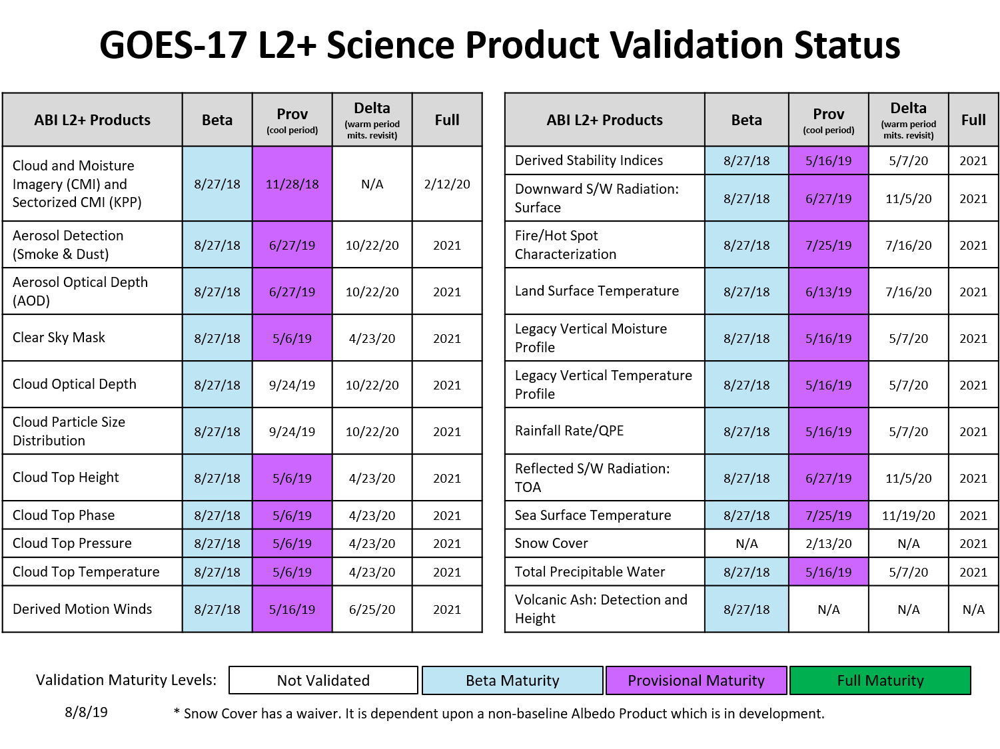 GOES-17 L2+ Science Product Validation Status
ABI L2+ Products Beta Prov (cool period) Delta (warm period mits. revisit) Full
Cloud and Moisture
Imagery (CMI) and
Sectorized CMI (KPP)
8/27/18 11/28/18 N/A 2/12/20
Aerosol Detection
(Smoke & Dust)
8/27/18 6/27/19 10/22/20 2021
Aerosol Optical Depth
(AOD)
8/27/18 6/27/19 10/22/20 2021
Clear Sky Mask 8/27/18 5/6/19 4/23/20 2021
Cloud Optical Depth 8/27/18 9/24/19 10/22/20 2021
Cloud Particle Size
Distribution
8/27/18 9/24/19 10/22/20 2021
Cloud Top Height 8/27/18 5/6/19 4/23/20 2021
Cloud Top Phase 8/27/18 5/6/19 4/23/20 2021
Cloud Top Pressure 8/27/18 5/6/19 4/23/20 2021
Cloud Top Temperature 8/27/18 5/6/19 4/23/20 2021
Derived Motion Winds 8/27/18 5/16/19 6/25/20 2021
ABI L2+ Products Beta Prov (cool period) Delta (warm period mits. revisit) Full
Derived Stability Indices 8/27/18 5/16/19 5/7/20 2021
Downward S/W Radiation:
Surface
8/27/18 6/27/19 11/5/20 2021
Fire/Hot Spot
Characterization
8/27/18 7/25/19 7/16/20 2021
Land Surface Temperature 8/27/18 6/13/19 7/16/20 2021
Legacy Vertical Moisture
Profile
8/27/18 5/16/19 5/7/20 2021
Legacy Vertical Temperature
Profile
8/27/18 5/16/19 5/7/20 2021
Rainfall Rate/QPE 8/27/18 5/16/19 5/7/20 2021
Reflected S/W Radiation:
TOA
8/27/18 6/27/19 11/5/20 2021
Sea Surface Temperature 8/27/18 7/25/19 11/19/20 2021
Snow Cover N/A 2/13/20 N/A 2021
Total Precipitable Water 8/27/18 5/16/19 5/7/20 2021
Volcanic Ash: Detection and
Height
8/27/18 N/A N/A N/A
Validation Maturity Levels: Not Validated Beta Maturity Provisional Maturity Full Maturity
8/8/19 * Snow Cover has a waiver. It is dependent upon a non-baseline Albedo Product which is in development.